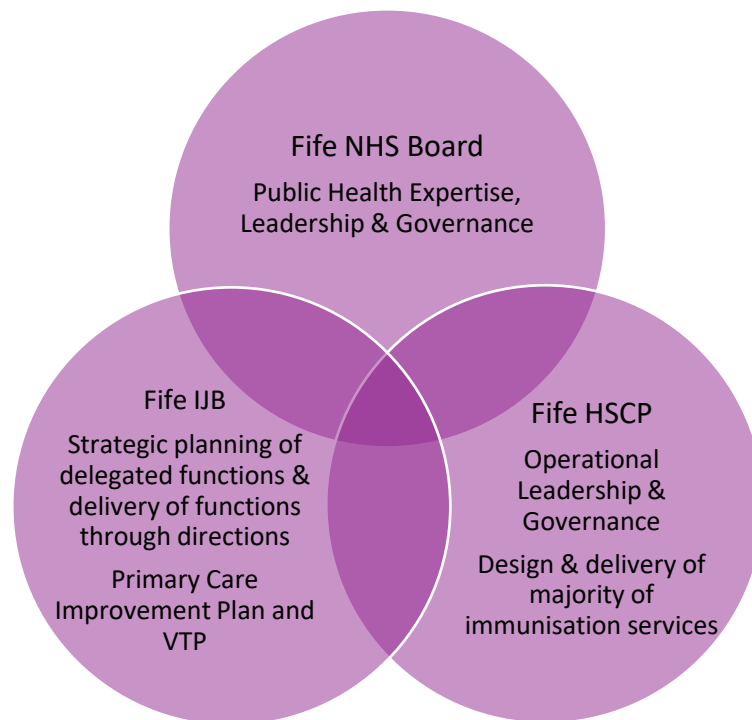 Fife NHS Board
Public Health Expertise,
Leadership & Governance
Fife IJB
Strategic planning of
delegated functions &
delivery of functions
through directions
Primary Care
Improvement Plan and
VTP
Fife HSCP
Operational
Leadership &
Governance
Design & delivery of
majority of
immunisation services